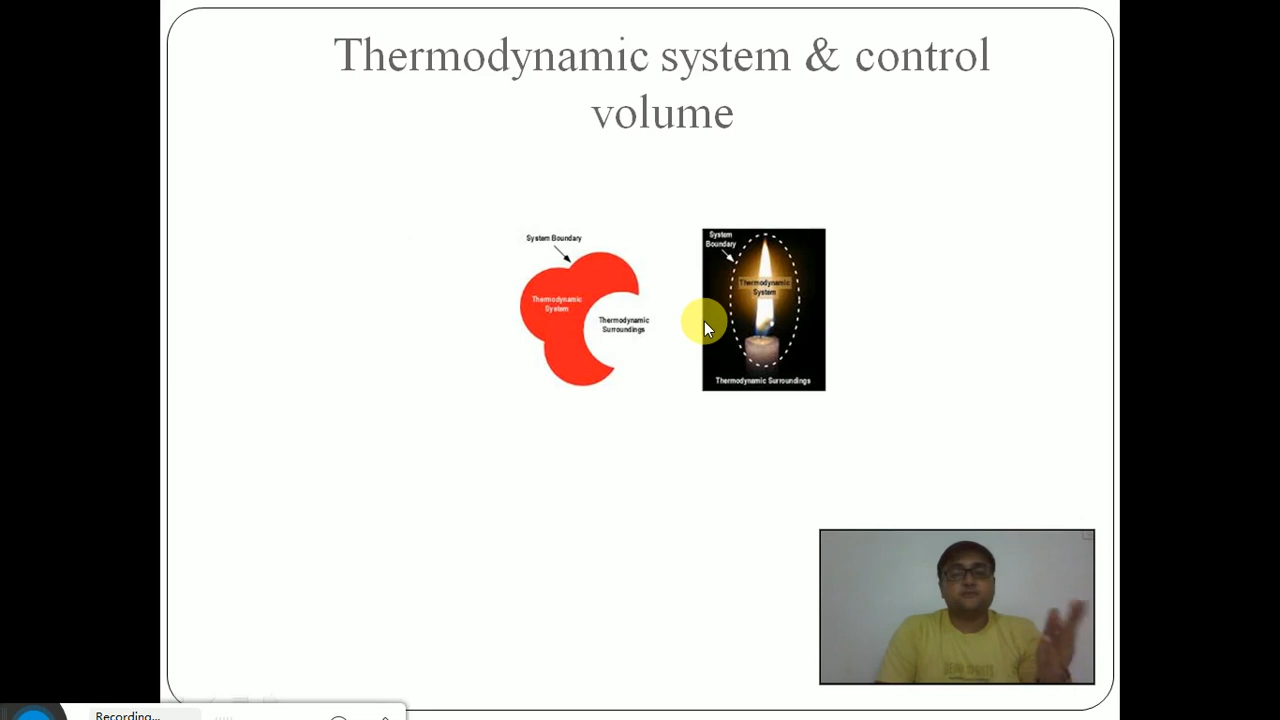 Thermodynamic system & control
volume
System Boundary
Thermodynamic
System
Thermodynamic
Surroundings
System
Boundary
Thermodynamic
System
Thermodynamic Surroundings
Recording...